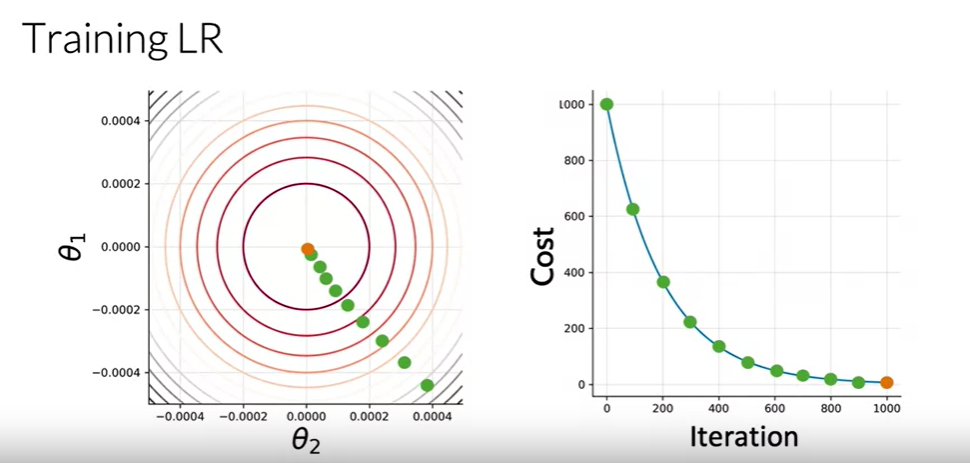 Training LR
θ1
0.0004
0.0002
0.0000
−0.0002
−0.0004
−0.0004 −0.0002 0.0000 0.0002 0.0004
θ2
Cost
1000
800
600
400
200
0
0 200 400 600 800 1000
Iteration